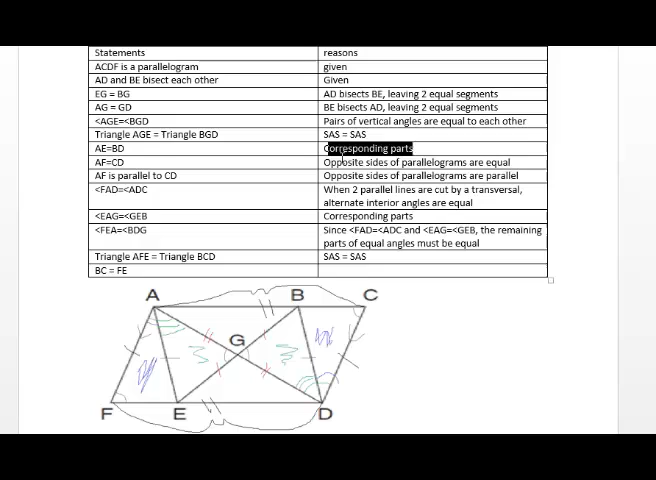 Statements reasons
ACDF is a parallelogram given
AD and BE bisect each other Given
EG = BG AD bisects BE, leaving 2 equal segments
AG = GD BE bisects AD, leaving 2 equal segments
<AGE=<BGD Pairs of vertical angles are equal to each other
Triangle AGE = Triangle BGD SAS = SAS
AE=BD Corresponding parts
AF=CD Opposite sides of parallelograms are equal
AF is parallel to CD Opposite sides of parallelograms are parallel
<FAD=<ADC When 2 parallel lines are cut by a transversal,
alternate interior angles are equal
<EAG=<GEB Corresponding parts
<FEA=<BDG Since <FAD=<ADC and <EAG=<GEB, the remaining
parts of equal angles must be equal
Triangle AFE = Triangle BCD SAS = SAS
BC = FE
A B C
G
F E D